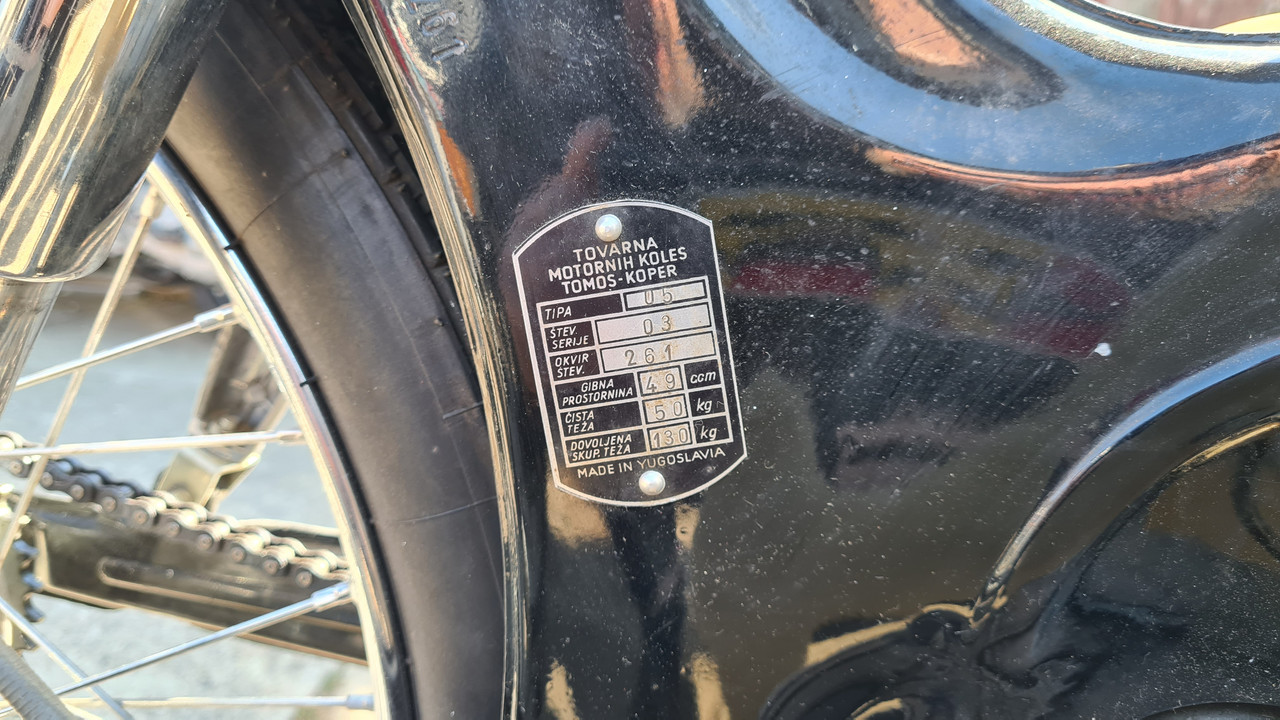 TOVARNA
MOTORNIH KOLES
TOMOS-KOPER
TIPA 05
ŠTEV. SERIJE 03
OKVIR ŠTEV. 261
GIBNA PROSTORNINA 49 ccm
ČISTA TEŽA 50 kg
DOVOLJENA SKUP. TEŽA 130 kg
MADE IN YUGOSLAVIA